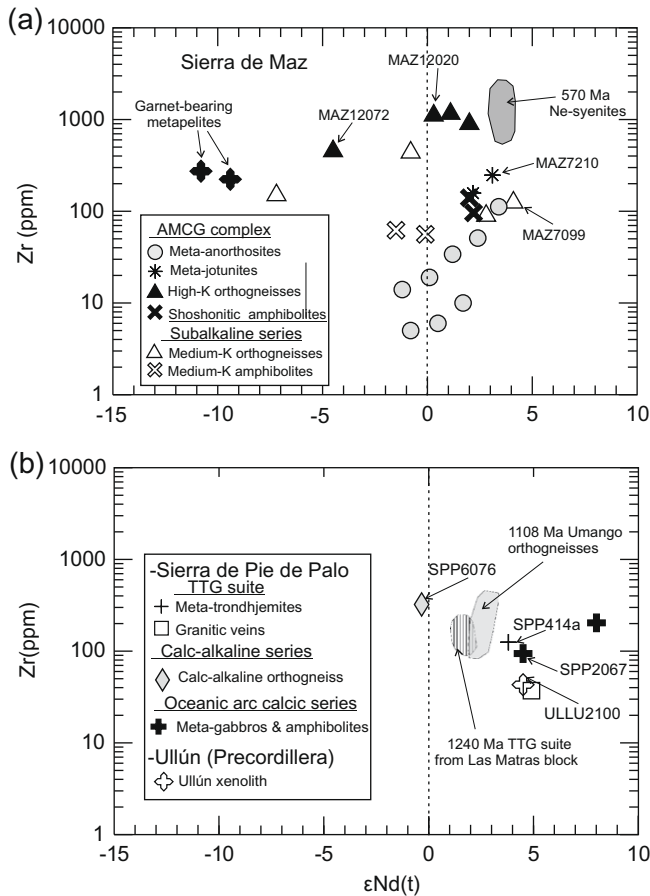 (a)
10000
1000
100
10
1
Zr (ppm)
Sierra de Maz
Garnet-bearing
metapelites
MAZ12072
MAZ12020
570 Ma
Ne-syenites
MAZ7210
MAZ7099
AMCG complex
Meta-anorthosites
Meta-jotunites
High-K orthogneisses
Shoshonitic amphibolites
Subalkaline series
Medium-K orthogneisses
Medium-K amphibolites
-15 -10 -5 0 5 10
(b)
10000
1000
100
10
1
Zr(ppm)
-Sierra de Pie de Palo
TTG suite
Meta-trondhjemites
Granitic veins
Calc-alkaline series
Calc-alkaline orthogneiss
Oceanic arc calcic series
Meta-gabbros & amphibolites
-Ullún (Precordillera)
Ullún xenolith
SPP6076
1108 Ma Umango
orthogneisses
SPP414a
SPP2067
ULLU2100
1240 Ma TTG suite
from Las Matras block
-15 -10 -5 0 5 10
εNd(t)